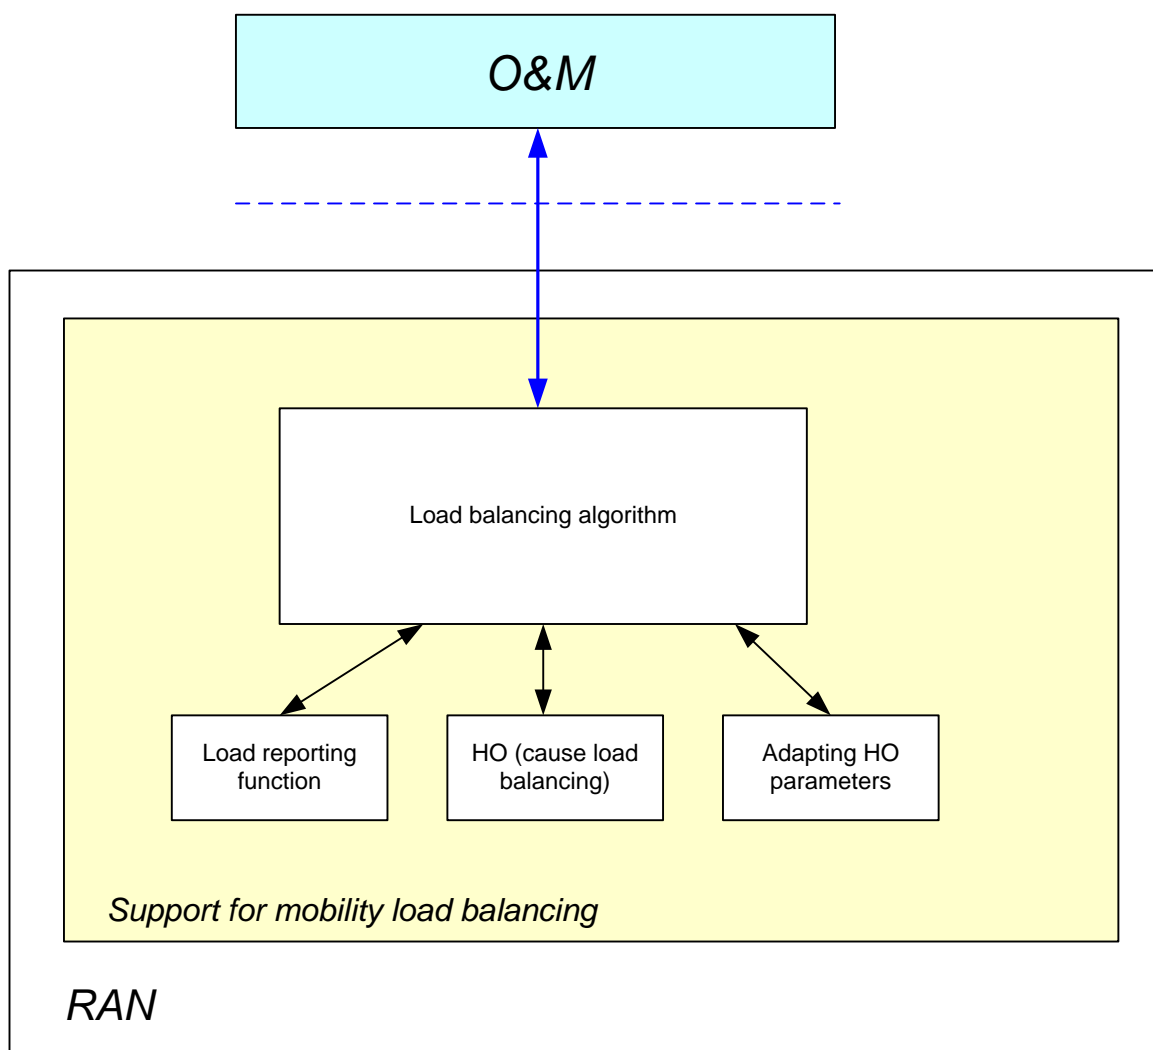 O&M
Load balancing algorithm
Load reporting
function
HO (cause load
balancing)
Adapting HO
parameters
Support for mobility load balancing
RAN